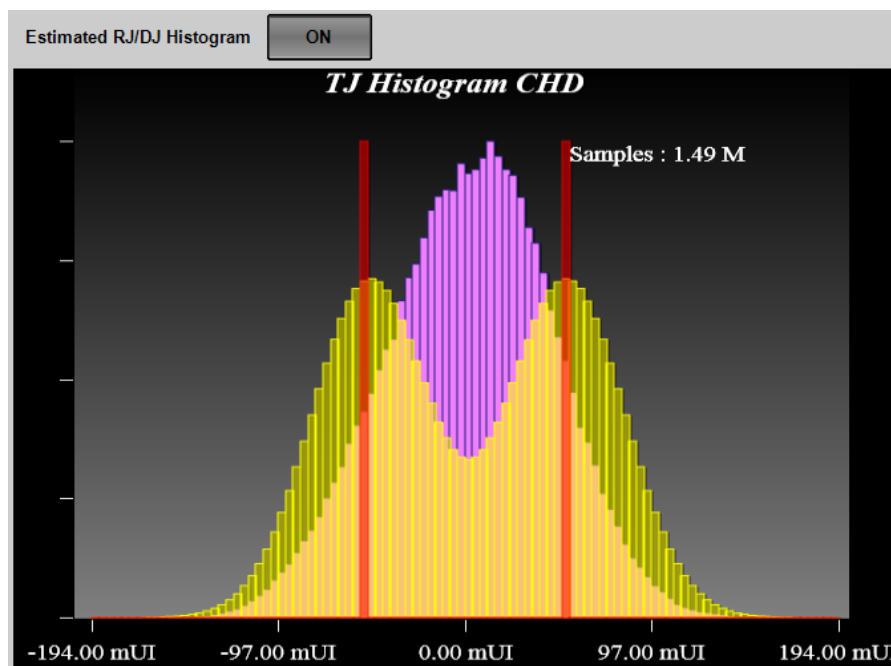 Estimated RJ/DJ Histogram ON
TJ Histogram CHD
Samples : 1.49 M
-194.00 mUI -97.00 mUI 0.00 mUI 97.00 mUI 194.00 mU